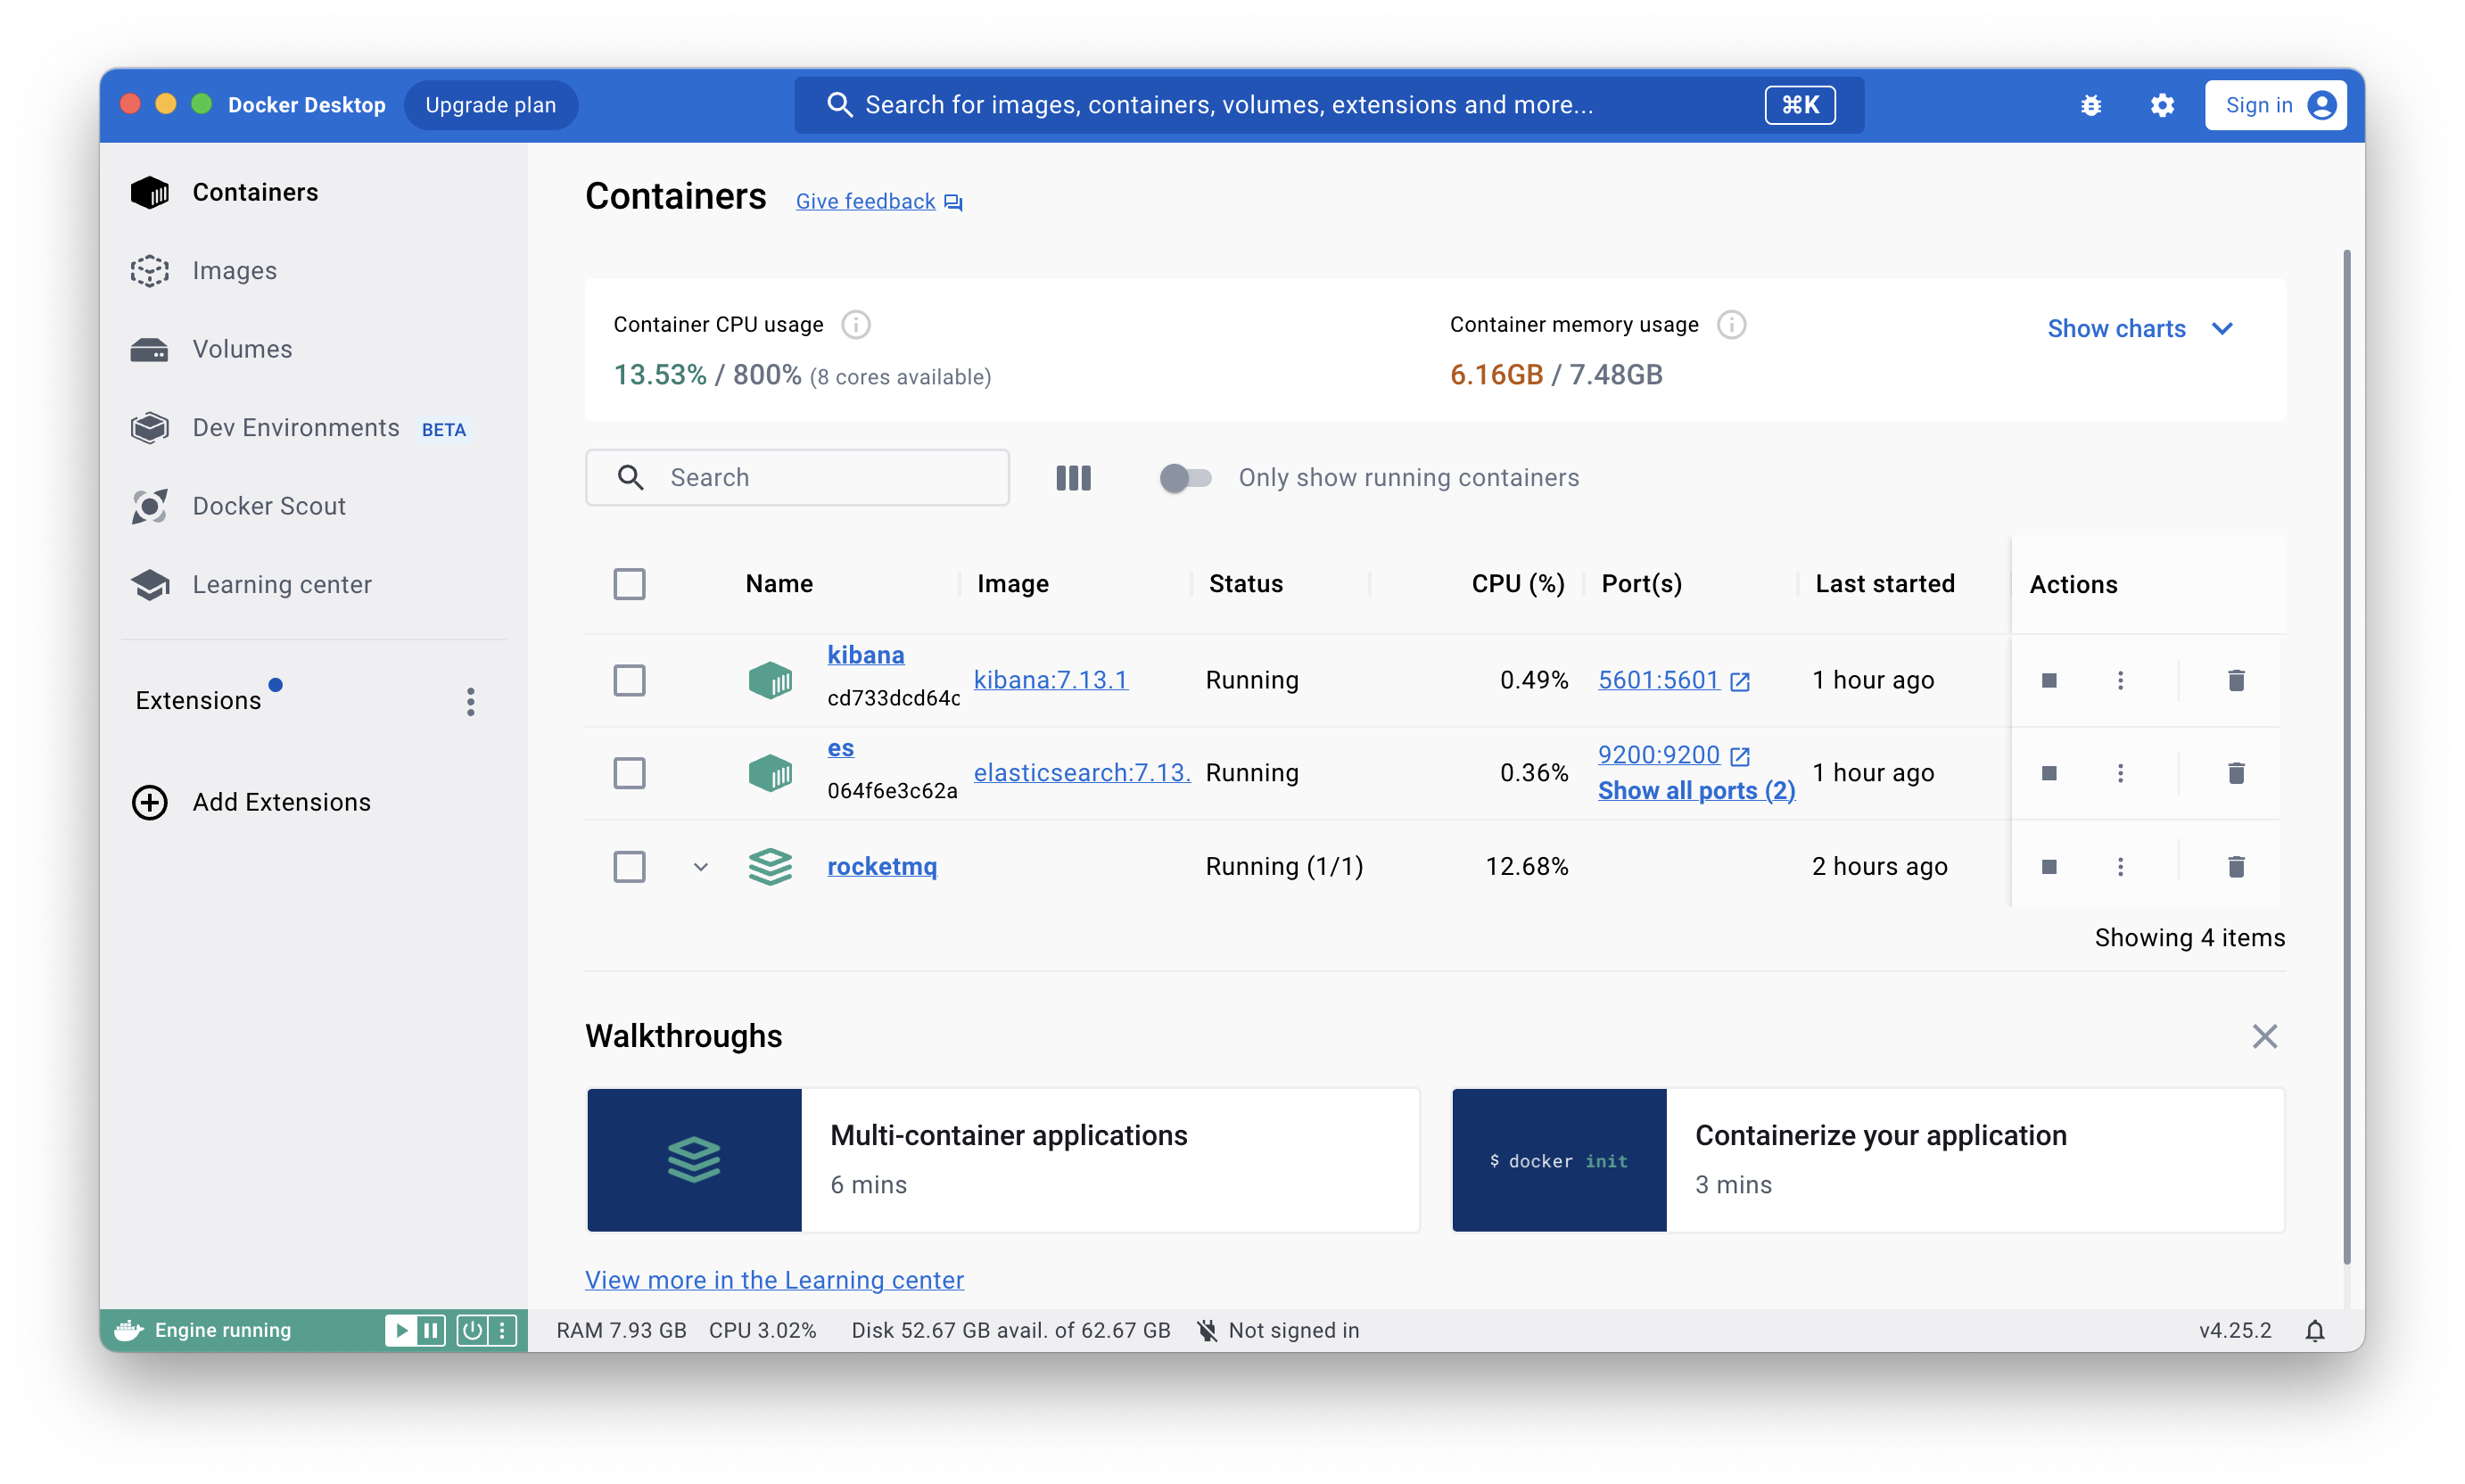 Docker Desktop Upgrade plan Search for images, containers, volumes, extensions and more... ⌘K Sign in
Containers
Images
Volumes
Dev Environments BETA
Docker Scout
Learning center
Extensions
Add Extensions
Containers Give feedback
Container CPU usage
13.53% / 800% (8 cores available)
Container memory usage
6.16GB / 7.48GB
Show charts
Search
Only show running containers
Name Image Status CPU (%) Port(s) Last started Actions
kibana
cd733dcd64c
kibana:7.13.1 Running 0.49% 5601:5601 1 hour ago
es
064f6e3c62a
elasticsearch:7.13. Running 0.36% 9200:9200 1 hour ago
Show all ports (2)
rocketmq Running (1/1) 12.68% 2 hours ago
Showing 4 items
Walkthroughs
Multi-container applications
6 mins
$ docker init
Containerize your application
3 mins
View more in the Learning center
Engine running RAM 7.93 GB CPU 3.02% Disk 52.67 GB avail. of 62.67 GB Not signed in v4.25.2